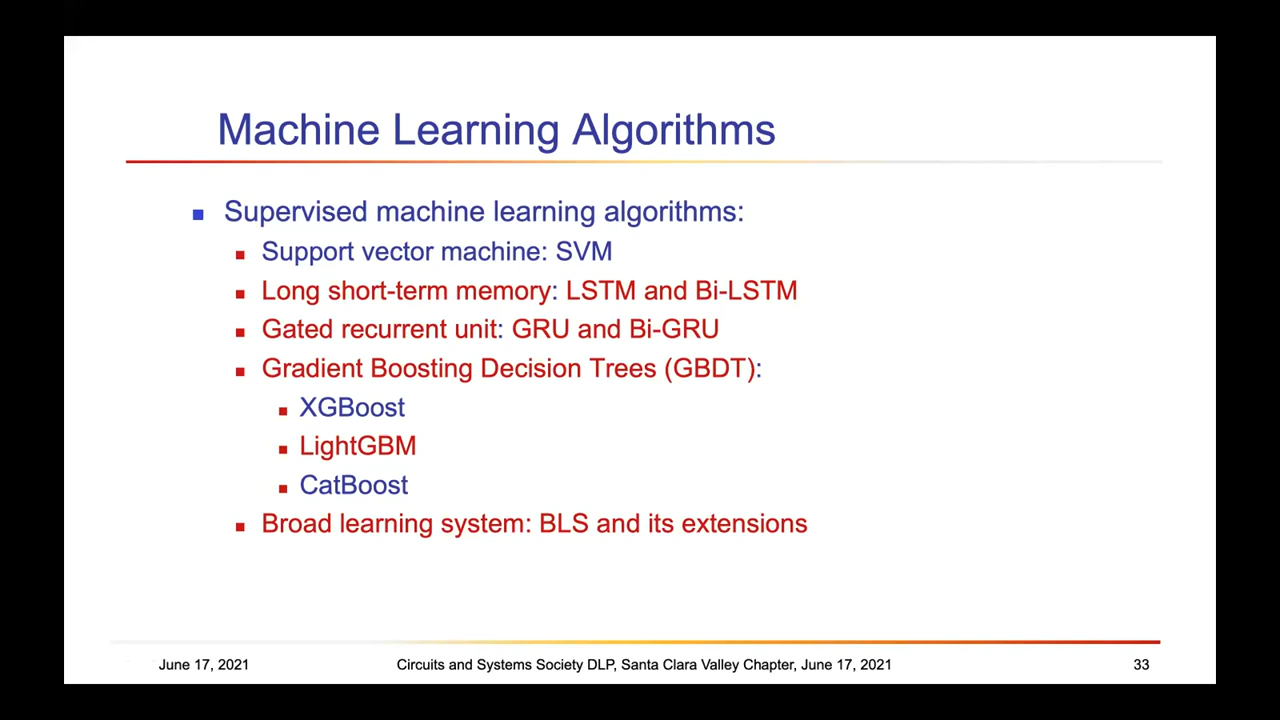 Machine Learning Algorithms
Supervised machine learning algorithms:
Support vector machine: SVM
Long short-term memory: LSTM and Bi-LSTM
Gated recurrent unit: GRU and Bi-GRU
Gradient Boosting Decision Trees (GBDT):
XGBoost
LightGBM
CatBoost
Broad learning system: BLS and its extensions
June 17, 2021 Circuits and Systems Society DLP, Santa Clara Valley Chapter, June 17, 2021 33